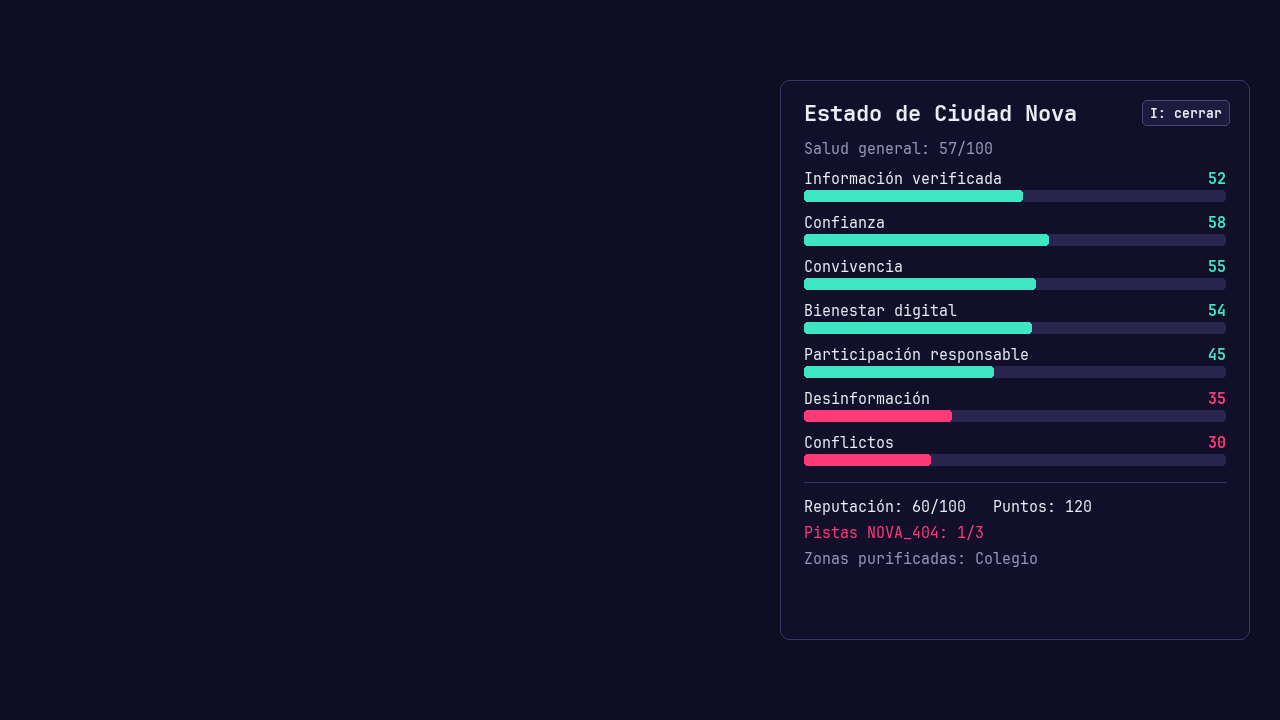 Estado de Ciudad Nova
I: cerrar
Salud general: 57/100
Información verificada 52
Confianza 58
Convivencia 55
Bienestar digital 54
Participación responsable 45
Desinformación 35
Conflictos 30
Reputación: 60/100 Puntos: 120
Pistas NOVA_404: 1/3
Zonas purificadas: Colegio